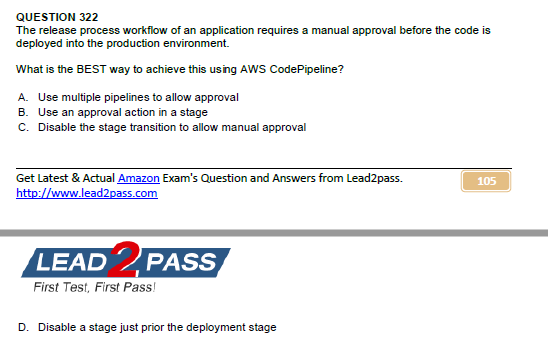 QUESTION 322
The release process workflow of an application requires a manual approval before the code is
deployed into the production environment.
What is the BEST way to achieve this using AWS CodePipeline?
A. Use multiple pipelines to allow approval
B. Use an approval action in a stage
C. Disable the stage transition to allow manual approval
Get Latest & Actual Amazon Exam's Question and Answers from Lead2pass.
105
http://www.lead2pass.com
LEAD 2 PASS
First Test, First Pass!
D. Disable a stage just prior the deployment stage